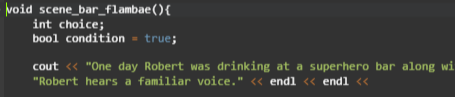 void scene_bar_flambae(){
int choice;
bool condition = true;
cout << "One day Robert was drinking at a superhero bar along wi
"Robert hears a familiar voice." << endl << endl <<